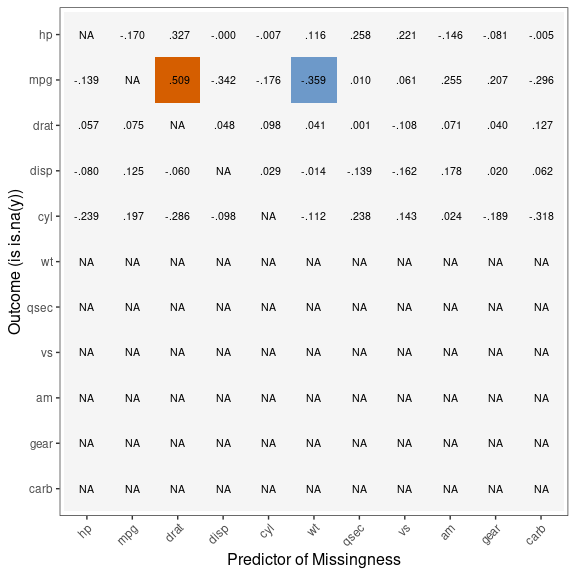 hp NA -.170 .327 -.000 -.007 .116 .258 .221 -.146 -.081 -.005
mpg -.139 NA .509 -.342 -.176 -.359 .010 .061 .255 .207 -.296
drat .057 .075 NA .048 .098 .041 .001 -.108 .071 .040 .127
disp -.080 .125 -.060 NA .029 -.014 -.139 -.162 .178 .020 .062
cyl -.239 .197 -.286 -.098 NA -.112 .238 .143 .024 -.189 -.318
wt NA NA NA NA NA NA NA NA NA NA NA
qsec NA NA NA NA NA NA NA NA NA NA NA
vs NA NA NA NA NA NA NA NA NA NA NA
am NA NA NA NA NA NA NA NA NA NA NA
gear NA NA NA NA NA NA NA NA NA NA NA
carb NA NA NA NA NA NA NA NA NA NA NA
hp mpg drat disp cyl wt qsec vs am gear carb
Predictor of Missingness
Outcome (is is.na(y))